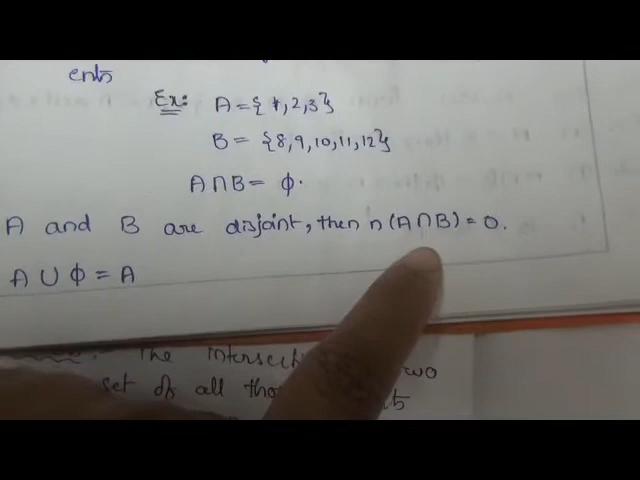 ents
Ex: A = {1,2,3}
B = {8,9,10,11,12}
A∩B = ϕ.
A and B are disjoint, then n(A∩B) = 0.
A ∪ ϕ = A
The two
set of all